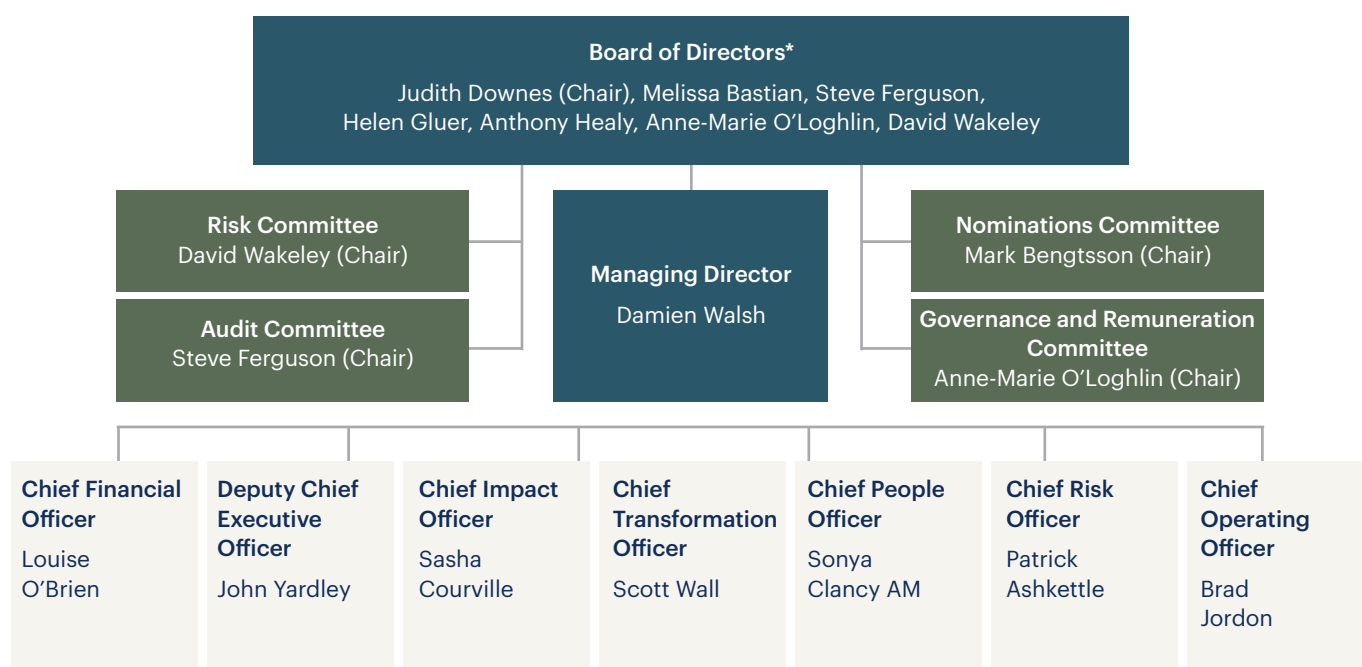 Board of Directors*
Judith Downes (Chair), Melissa Bastian, Steve Ferguson,
Helen Gluer, Anthony Healy, Anne-Marie O’Loghlin, David Wakeley
Risk Committee
David Wakeley (Chair)
Audit Committee
Steve Ferguson (Chair)
Managing Director
Damien Walsh
Nominations Committee
Mark Bengtsson (Chair)
Governance and Remuneration
Committee
Anne-Marie O’Loghlin (Chair)
Chief Financial
Officer
Louise
O’Brien
Deputy Chief
Executive
Officer
John Yardley
Chief Impact
Officer
Sasha
Courville
Chief
Transformation
Officer
Scott Wall
Chief People
Officer
Sonya
Clancy AM
Chief Risk
Officer
Patrick
Ashkettle
Chief
Operating
Officer
Brad
Jordon